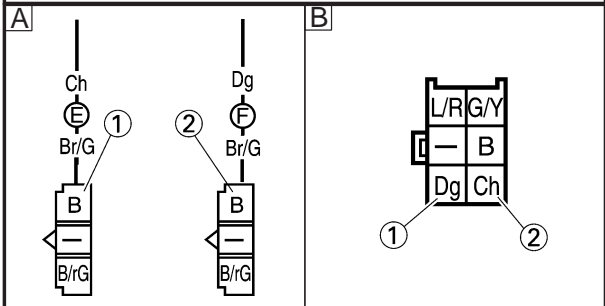 A B
Ch Dg
E F
1 2
Br/G Br/G
B B
— —
B/rG B/rG
L/R G/Y
— B
Dg Ch
1 2